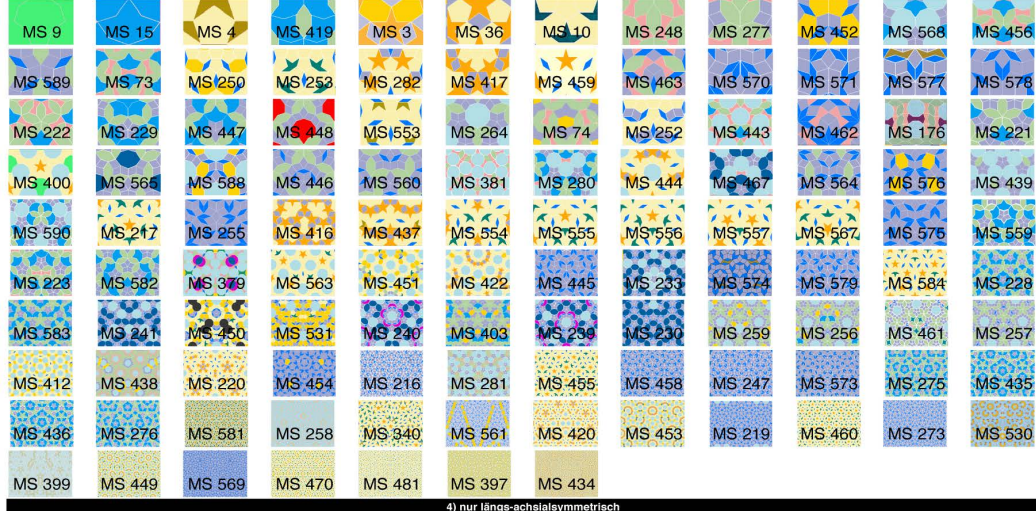 MS 9 MS 15 MS 4 MS 419 MS 3 MS 36 MS 10 MS 248 MS 277 MS 452 MS 568 MS 456
MS 589 MS 73 MS 250 MS 253 MS 282 MS 417 MS 459 MS 463 MS 570 MS 571 MS 577 MS 578
MS 222 MS 229 MS 447 MS 448 MS 553 MS 264 MS 74 MS 252 MS 443 MS 462 MS 176 MS 221
MS 400 MS 565 MS 588 MS 446 MS 560 MS 381 MS 280 MS 444 MS 467 MS 564 MS 576 MS 439
MS 590 MS 217 MS 255 MS 416 MS 437 MS 554 MS 555 MS 556 MS 557 MS 567 MS 575 MS 559
MS 223 MS 582 MS 379 MS 563 MS 451 MS 422 MS 445 MS 233 MS 574 MS 579 MS 584 MS 228
MS 583 MS 241 MS 450 MS 531 MS 240 MS 403 MS 239 MS 230 MS 259 MS 256 MS 461 MS 257
MS 412 MS 438 MS 220 MS 454 MS 216 MS 281 MS 455 MS 458 MS 247 MS 573 MS 275 MS 435
MS 436 MS 276 MS 581 MS 258 MS 340 MS 561 MS 420 MS 453 MS 219 MS 460 MS 273 MS 530
MS 399 MS 449 MS 569 MS 470 MS 481 MS 397 MS 434
4) nur längs-achsialsymmetrisch